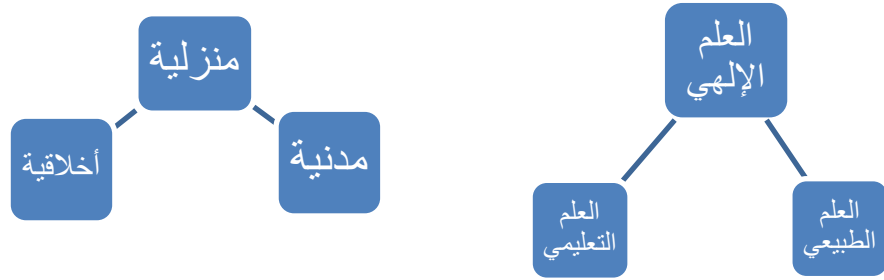 العلم
الإلهي
العلم
الطبيعي
العلم
التعليمي
منزلية
مدنية
أخلاقية